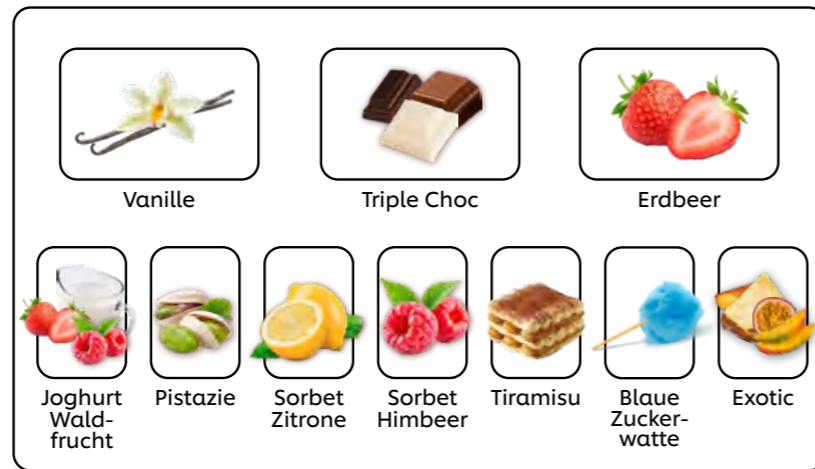 Vanille
Triple Choc
Erdbeer
Joghurt
Wald-
frucht
Pistazie
Sorbet
Zitrone
Sorbet
Himbeer
Tiramisu
Blaue
Zucker-
watte
Exotic